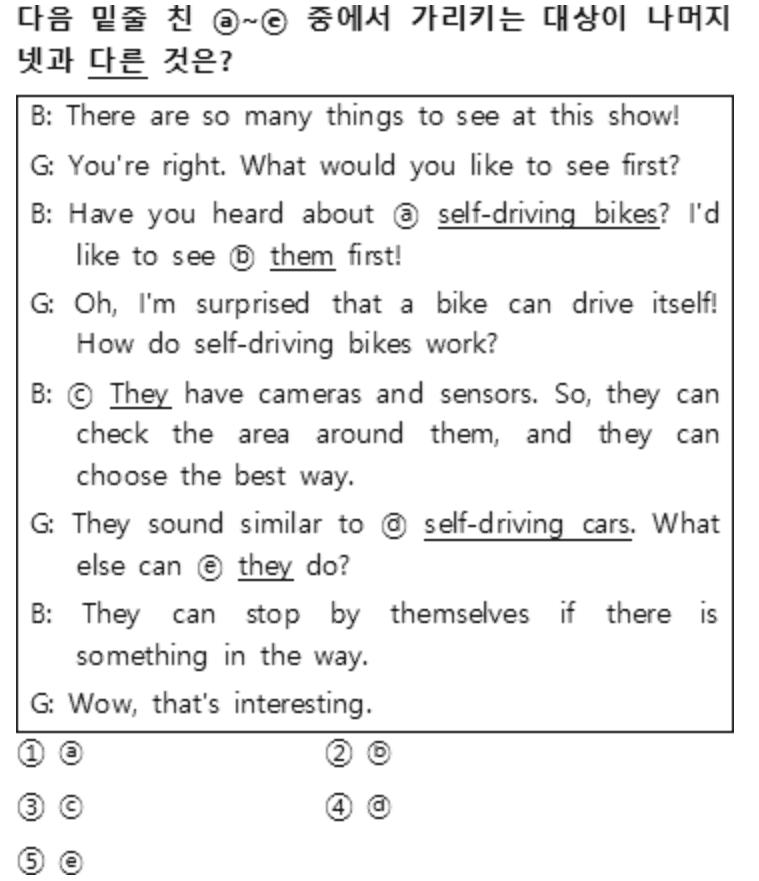 다음 밑줄 친 ⓐ~ⓔ 중에서 가리키는 대상이 나머지
넷과 다른 것은?
B: There are so many things to see at this show!
G: You're right. What would you like to see first?
B: Have you heard about ⓐ self-driving bikes? I'd
like to see ⓑ them first!
G: Oh, I'm surprised that a bike can drive itself!
How do self-driving bikes work?
B: ⓒ They have cameras and sensors. So, they can
check the area around them, and they can
choose the best way.
G: They sound similar to ⓓ self-driving cars. What
else can ⓔ they do?
B: They can stop by themselves if there is
something in the way.
G: Wow, that's interesting.
① ⓐ ② ⓑ
③ ⓒ ④ ⓓ
⑤ ⓔ